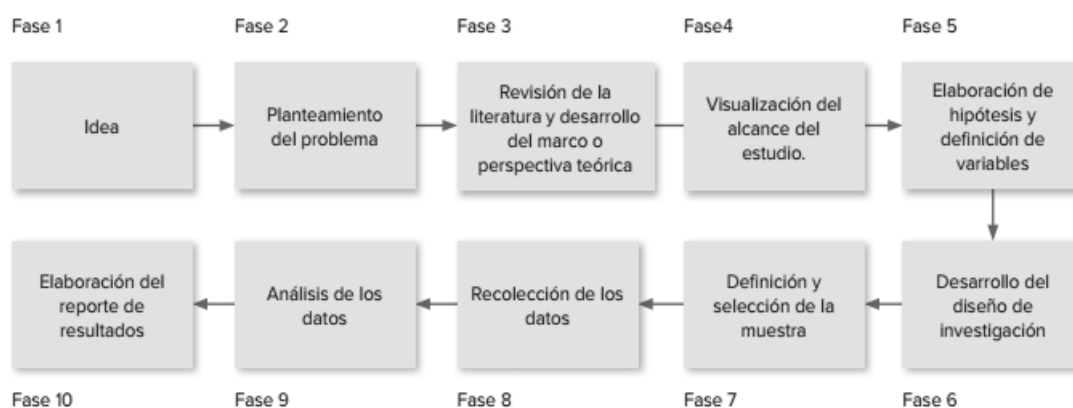 Fase 1
Fase 2
Fase 3
Fase4
Fase 5
Idea
Planteamiento
del problema
Revisión de la
literatura y desarrollo
del marco o
perspectiva teórica
Visualización del
alcance del
estudio.
Elaboración de
hipótesis y
definición de
variables
Elaboración del
reporte de
resultados
Análisis de los
datos
Recolección de los
datos
Definición y
selección de la
muestra
Desarrollo del
diseño de
investigación
Fase 10
Fase 9
Fase 8
Fase 7
Fase 6